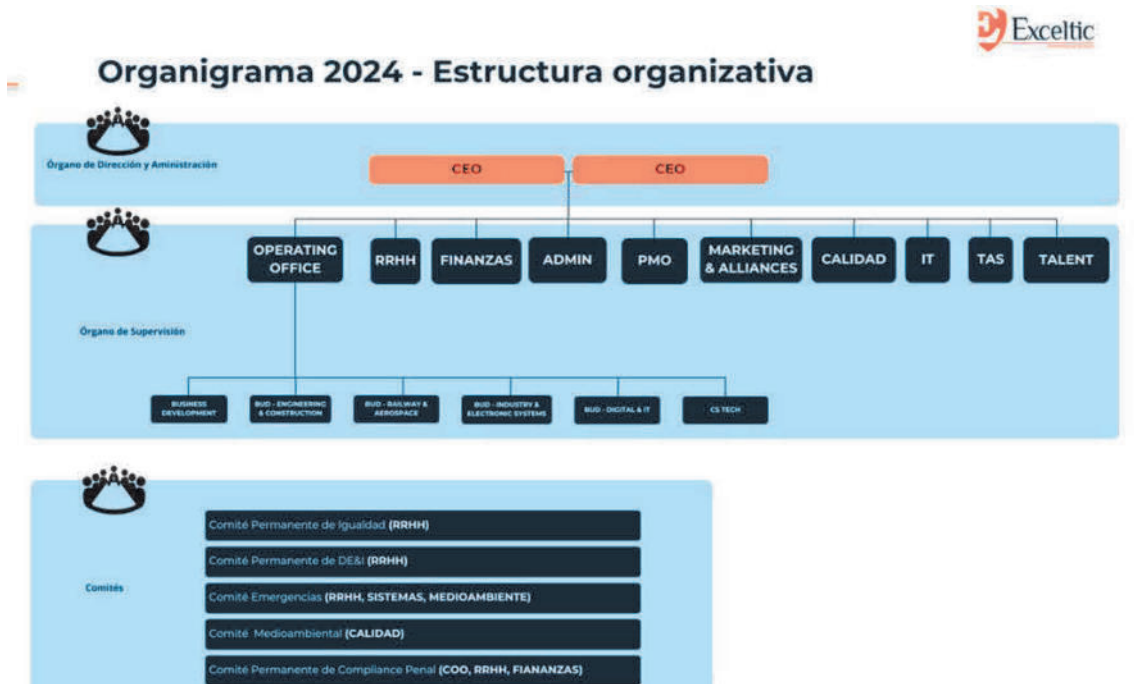 Exceltic
Organigrama 2024 - Estructura organizativa
Órgano de Dirección y Aministración
CEO
CEO
OPERATING
OFFICE
RRHH
FINANZAS
ADMIN
PMO
MARKETING
& ALLIANCES
CALIDAD
IT
TAS
TALENT
Órgano de Supervisión
BUSINESS
DEVELOPMENT
BUD - ENGINEERING
& CONSTRUCTION
BUD - RAILWAY &
AEROSPACE
BUD - INDUSTRY &
ELECTRONIC SYSTEMS
BUD - DIGITAL & IT
CS TECH
Comités
Comité Permanente de Igualdad (RRHH)
Comité Permanente de DE&I (RRHH)
Comité Emergencias (RRHH, SISTEMAS, MEDIOAMBIENTE)
Comité Medioambiental (CALIDAD)
Comité Permanente de Compliance Penal (COO, RRHH, FIANANZAS)